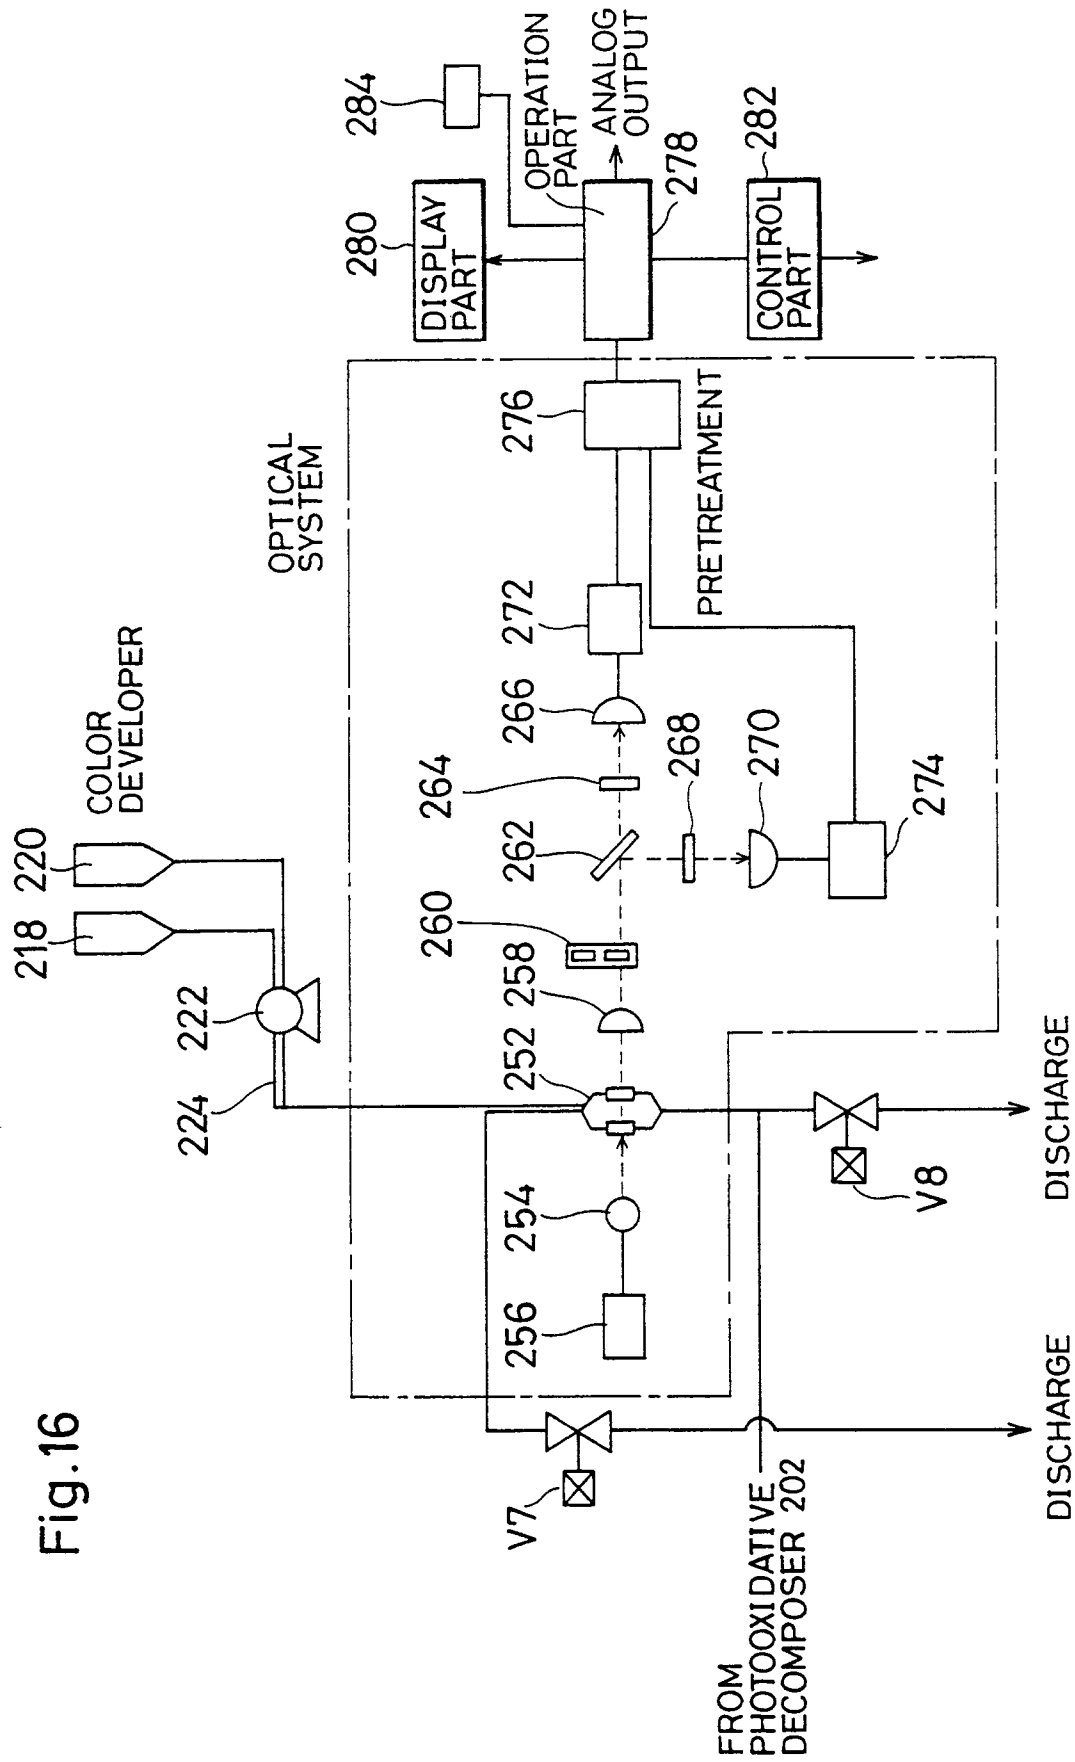 Fig.16
218
220
COLOR
DEVELOPER
222
224
OPTICAL
SYSTEM
284
280
DISPLAY
PART
OPERATION
PART
ANALOG
OUTPUT
278
282
CONTROL
PART
256
254
252
258
260
262
264
266
272
276
268
270
274
PRETREATMENT
V7
V8
FROM
PHOTOOXIDATIVE
DECOMPOSER 202
DISCHARGE
DISCHARGE